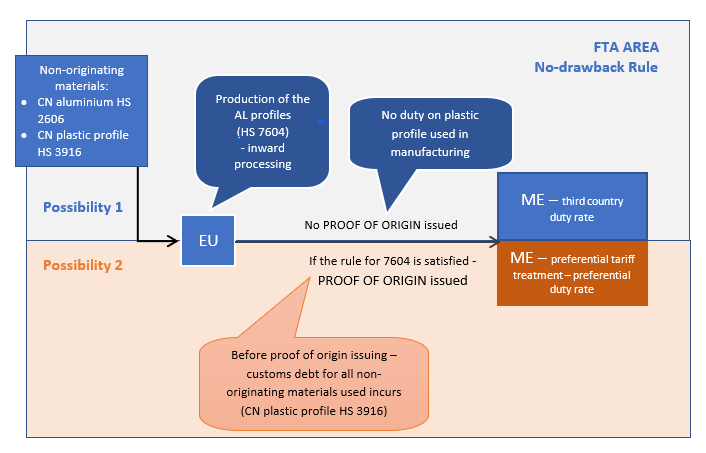 FTA AREA
No-drawback Rule
Non-originating
materials:
• CN aluminium HS
2606
• CN plastic profile
HS 3916
Production of the
AL profiles
(HS 7604)
- inward
processing
No duty on plastic
profile used in
manufacturing
Possibility 1
EU
No PROOF OF ORIGIN issued
ME – third country
duty rate
Possibility 2
If the rule for 7604 is satisfied -
PROOF OF ORIGIN issued
ME – preferential tariff
treatment – preferential
duty rate
Before proof of origin issuing –
customs debt for all non-
originating materials used incurs
(CN plastic profile HS 3916)